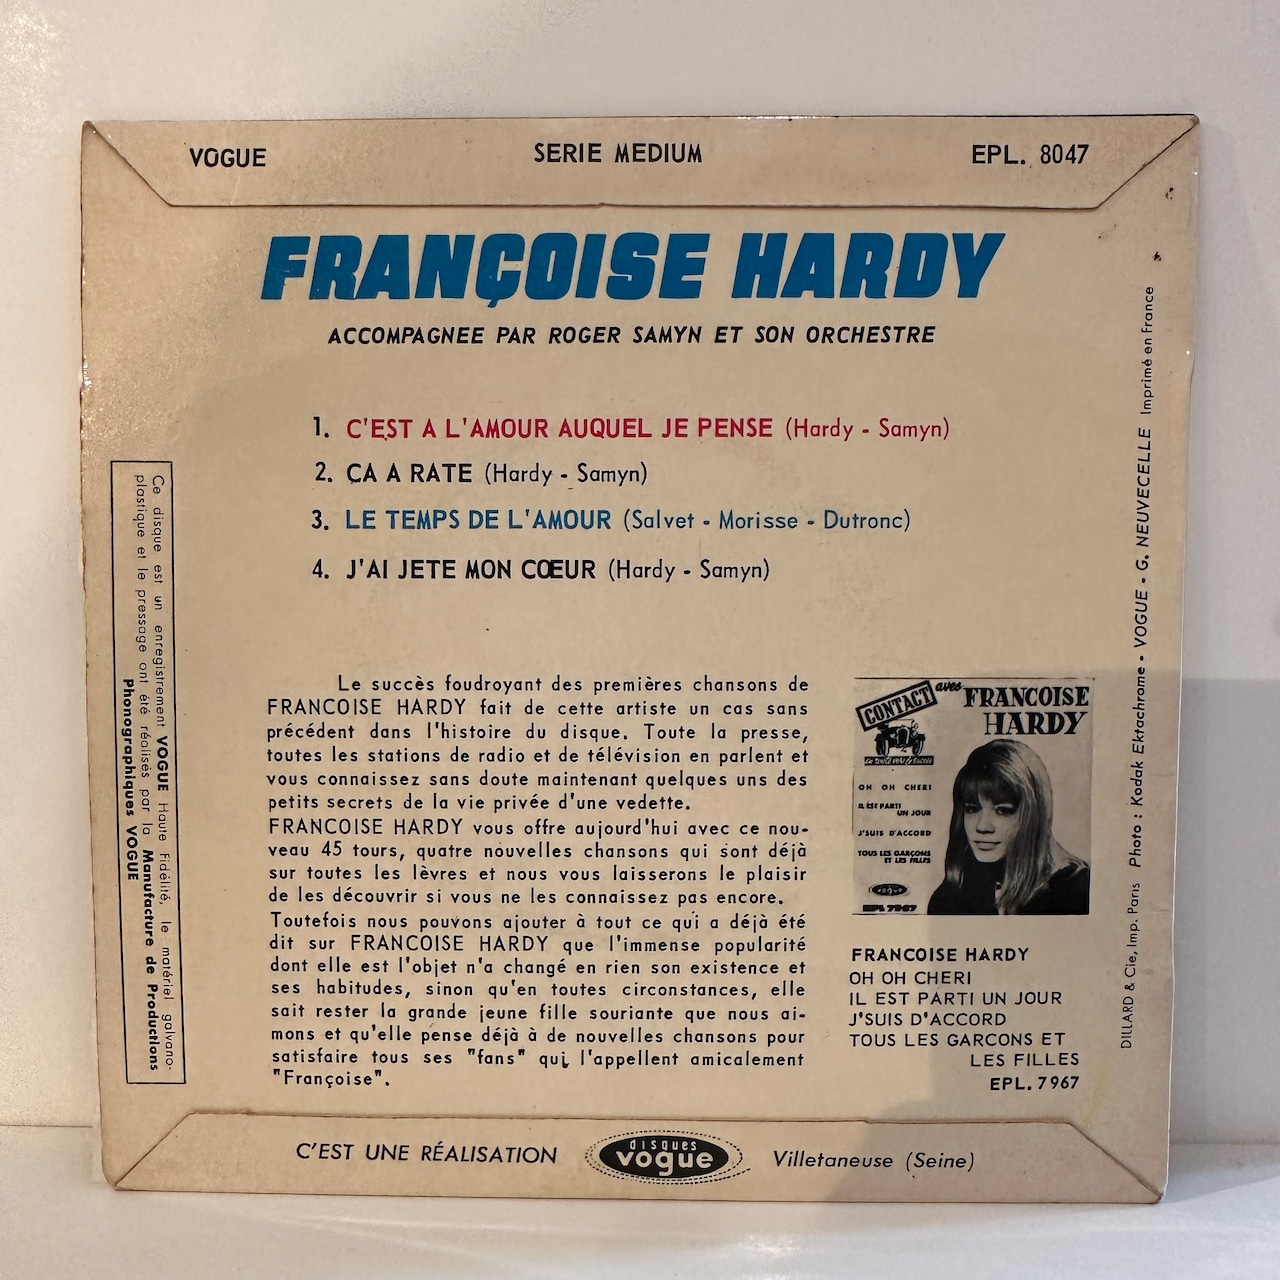 VOGUE
SERIE MEDIUM
EPL. 8047
FRANÇOISE HARDY
ACCOMPAGNEE PAR ROGER SAMYN ET SON ORCHESTRE
1. C'EST A L'AMOUR AUQUEL JE PENSE (Hardy - Samyn)
2. ÇA A RATE (Hardy - Samyn)
3. LE TEMPS DE L'AMOUR (Salvet - Morisse - Dutronc)
4. J'AI JETE MON CŒUR (Hardy - Samyn)
Ce disque est un enregistrement VOGUE Haute Fidélité, le matériel galvano-
plastique et le pressage ont été réalisés par la Manufacture de Productions
Phonographiques VOGUE
Le succès foudroyant des premières chansons de
FRANCOISE HARDY fait de cette artiste un cas sans
précédent dans l'histoire du disque. Toute la presse,
toutes les stations de radio et de télévision en parlent et
vous connaissez sans doute maintenant quelques uns des
petits secrets de la vie privée d'une vedette.
FRANCOISE HARDY vous offre aujourd'hui avec ce nou-
veau 45 tours, quatre nouvelles chansons qui sont déjà
sur toutes les lèvres et nous vous laisserons le plaisir
de les découvrir si vous ne les connaissez pas encore.
Toutefois nous pouvons ajouter à tout ce qui a déjà été
dit sur FRANCOISE HARDY que l'immense popularité
dont elle est l'objet n'a changé en rien son existence et
ses habitudes, sinon qu'en toutes circonstances, elle
sait rester la grande jeune fille souriante que nous ai-
mons et qu'elle pense déjà à de nouvelles chansons pour
satisfaire tous ses "fans" qui l'appellent amicalement
"Françoise".
CONTACT avec FRANCOISE
HARDY
OH OH CHERI
IL EST PARTI
UN JOUR
J'SUIS D'ACCORD
TOUS LES GARÇONS
ET LES FILLES
vogue
EPL 7967
FRANCOISE HARDY
OH OH CHERI
IL EST PARTI UN JOUR
J'SUIS D'ACCORD
TOUS LES GARCONS ET
LES FILLES
EPL. 7967
DILLARD & Cie, Imp. Paris Photo : Kodak Ektachrome - VOGUE - G. NEUVECELLE Imprimé en France
C'EST UNE RÉALISATION
disques
vogue
Villetaneuse (Seine)